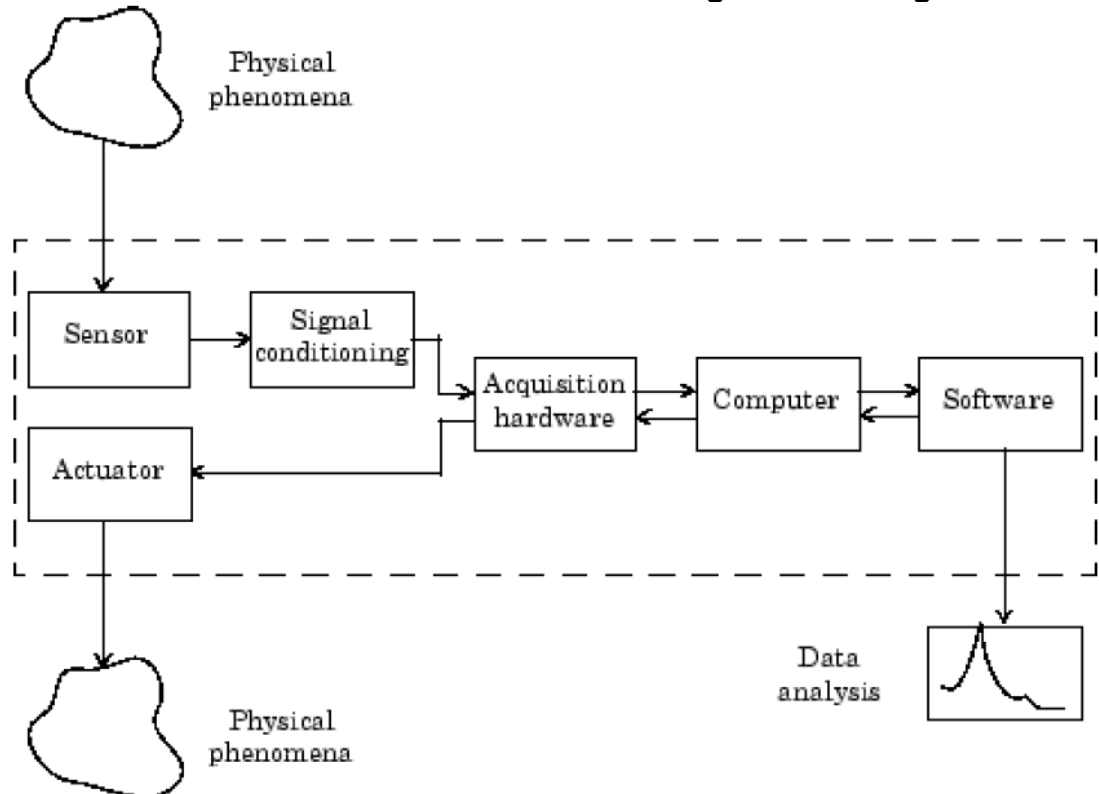 Physical
phenomena
Sensor
Signal
conditioning
Acquisition
hardware
Computer
Software
Actuator
Data
analysis
Physical
phenomena